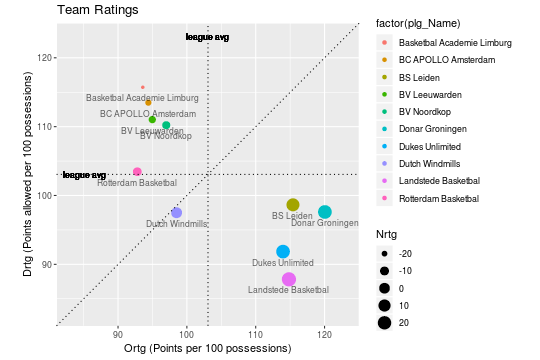 Team Ratings
factor(plg_Name)
Basketbal Academie Limburg
BC APOLLO Amsterdam
BS Leiden
BV Leeuwarden
BV Noordkop
Donar Groningen
Dukes Unlimited
Dutch Windmills
Landstede Basketbal
Rotterdam Basketbal
Nrtg
-20
-10
0
10
20
Drtg (Points allowed per 100 possessions)
120
110
100
90
league avg
Basketbal Academie Limburg
BC APOLLO Amsterdam
BV Leeuwarden
BV Noordkop
league avg
Rotterdam Basketbal
Dutch Windmills
BS Leiden
Donar Groningen
Dukes Unlimited
Landstede Basketbal
90
100
110
120
Ortg (Points per 100 possessions)